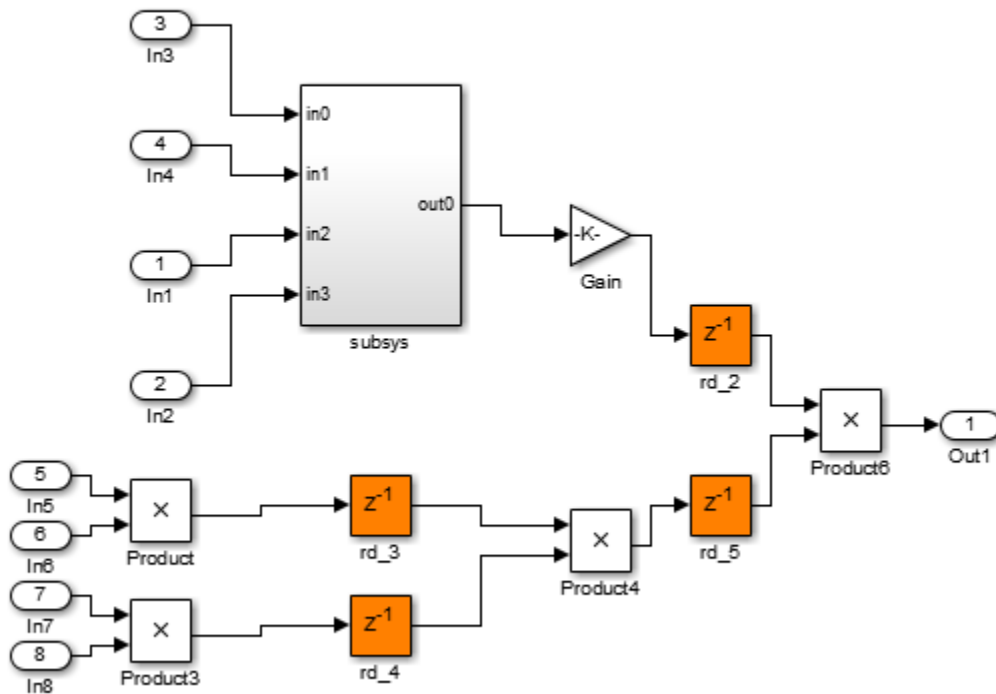 3
In3
in0
4
In4
in1
out0
in2
1
In1
in3
subsys
2
In2
-K-
Gain
Z-1
rd_2
×
Product6
1
Out1
5
In5
6
In6
×
Product
Z-1
rd_3
×
Product4
Z-1
rd_5
7
In7
8
In8
×
Product3
Z-1
rd_4